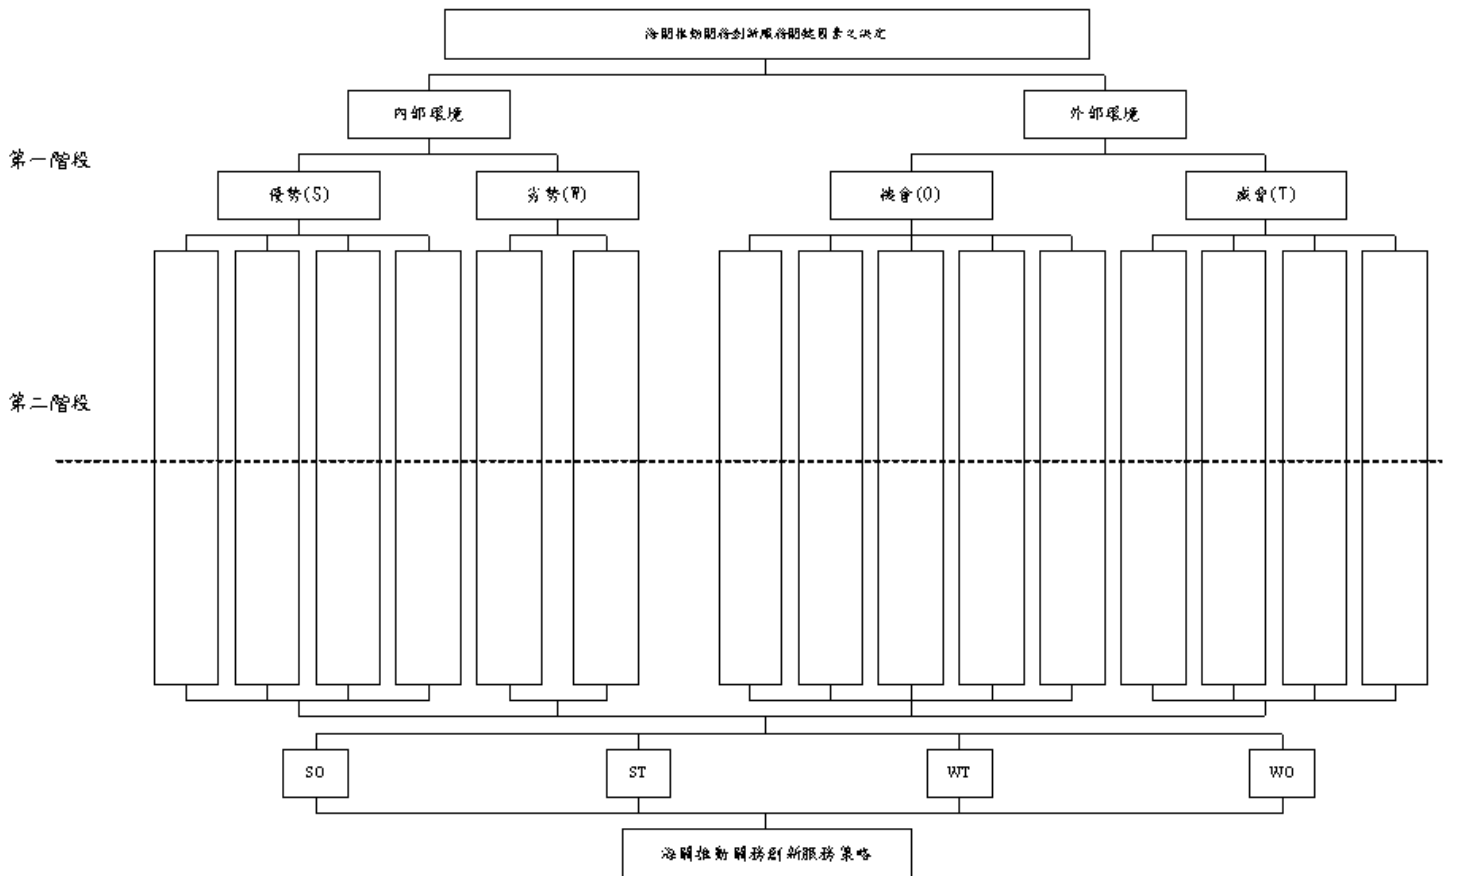 海關推動關務創新服務關鍵因素之決定
內部環境
外部環境
第一階段
優勢(S)
劣勢(W)
機會(O)
威脅(T)
第二階段
SO
ST
WT
WO
海關推動關務創新服務策略